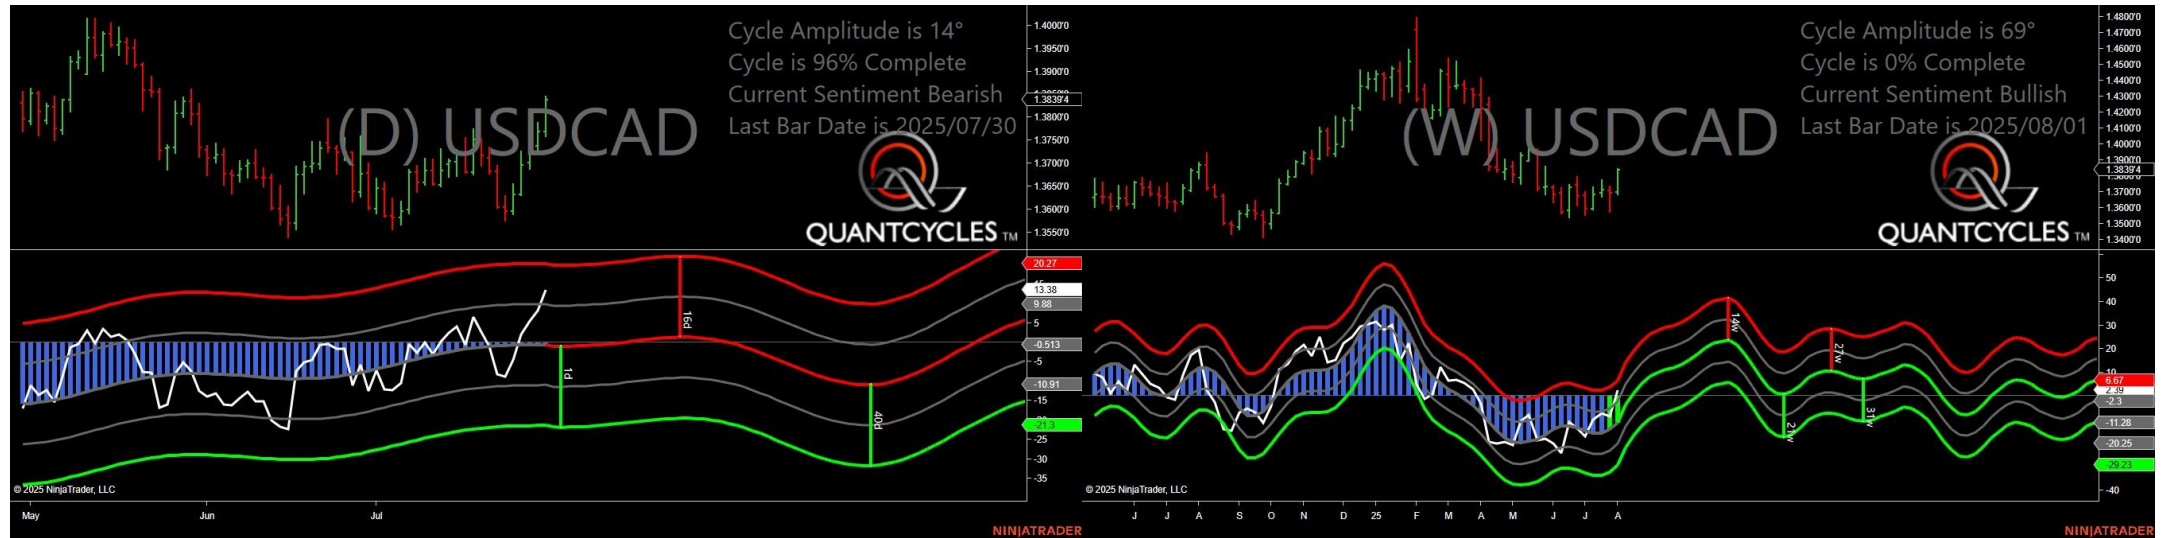 Cycle Amplitude is 14°
Cycle is 96% Complete
Current Sentiment Bearish
Last Bar Date is 2025/07/30
(D) USDCAD
QUANTCYCLES TM
1.4000'0
1.3950'0
1.3900'0
1.3839'4
1.3800'0
1.3750'0
1.3700'0
1.3650'0
1.3600'0
1.3550'0
20.27
13.38
9.88
5
-0.513
-5
-10.91
-15
-21.3
-25
-30
-35
16d
1d
40d
© 2025 NinjaTrader, LLC
May Jun Jul
NINJATRADER
Cycle Amplitude is 69°
Cycle is 0% Complete
Current Sentiment Bullish
Last Bar Date is 2025/08/01
(W) USDCAD
QUANTCYCLES TM
1.4800'0
1.4700'0
1.4600'0
1.4500'0
1.4400'0
1.4300'0
1.4200'0
1.4100'0
1.4000'0
1.3900'0
1.3839'4
1.3700'0
1.3600'0
1.3500'0
1.3400'0
50
40
30
20
10
6.67
2.39
-2.3
-11.28
-20.25
-29.23
-40
14w
27w
21w
31w
© 2025 NinjaTrader, LLC
J J A S O N D 25 F M A M J J A
NINJATRADER